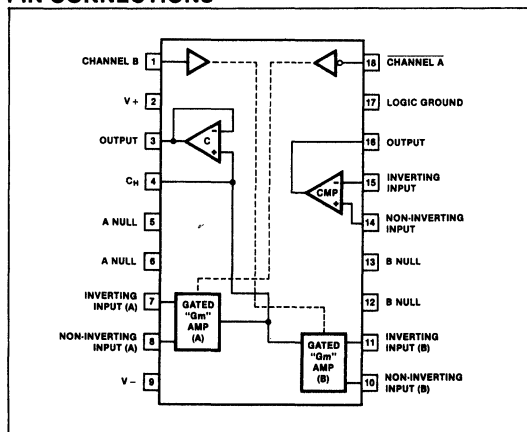 PIN CONNECTIONS
CHANNEL B 1
V+ 2
OUTPUT 3
CH 4
A NULL 5
A NULL 6
INVERTING
INPUT (A) 7
NON-INVERTING
INPUT (A) 8
V− 9
C
−
+
GATED
"Gm"
AMP
(A)
CMP
−
+
GATED
"Gm"
AMP
(B)
18 CHANNEL A
17 LOGIC GROUND
16 OUTPUT
15 INVERTING
INPUT
14 NON-INVERTING
INPUT
13 B NULL
12 B NULL
11 INVERTING
INPUT (B)
10 NON-INVERTING
INPUT (B)